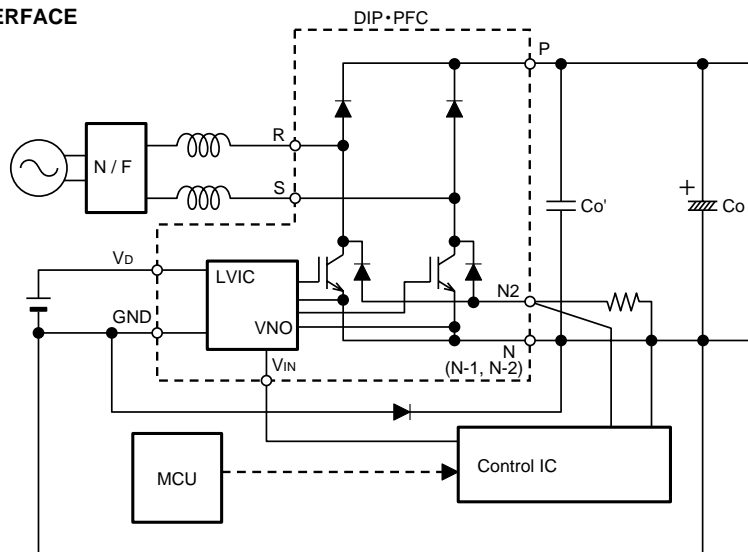 ERFACE
DIP•PFC
P
R
N / F
S
Co'
+
Co
VD
LVIC
N2
GND
VNO
N
(N-1, N-2)
VIN
MCU
Control IC